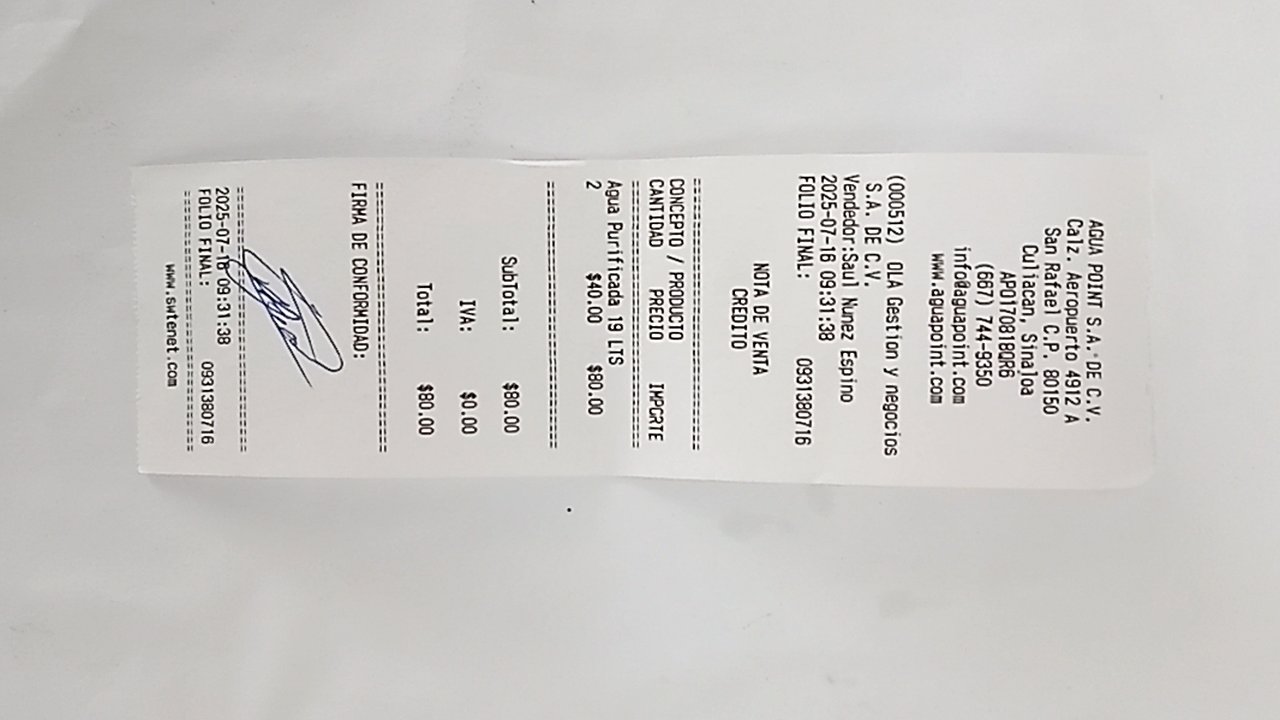 AGUA POINT S.A. DE C.V.
Calz. Aeropuerto 4912 A
San Rafael C.P. 80150
Culiacan, Sinaloa
APO170818QR6
(667) 744-9350
info@aguapoint.com
www.aguapoint.com
(000512) OLA Gestion y negocios
S.A. DE C.V.
Vendedor:Saul Nunez Espino
2025-07-16 09:31:38
FOLIO FINAL: 0931380716
NOTA DE VENTA
CREDITO
==============================
CONCEPTO / PRODUCTO
CANTIDAD PRECIO IMPORTE
==============================
Agua Purificada 19 LTS
2 $40.00 $80.00
==============================
SubTotal: $80.00
IVA: $0.00
Total: $80.00
==============================
FIRMA DE CONFORMIDAD:
==============================
2025-07-16 09:31:38
FOLIO FINAL: 0931380716
==============================
www.swtenet.com